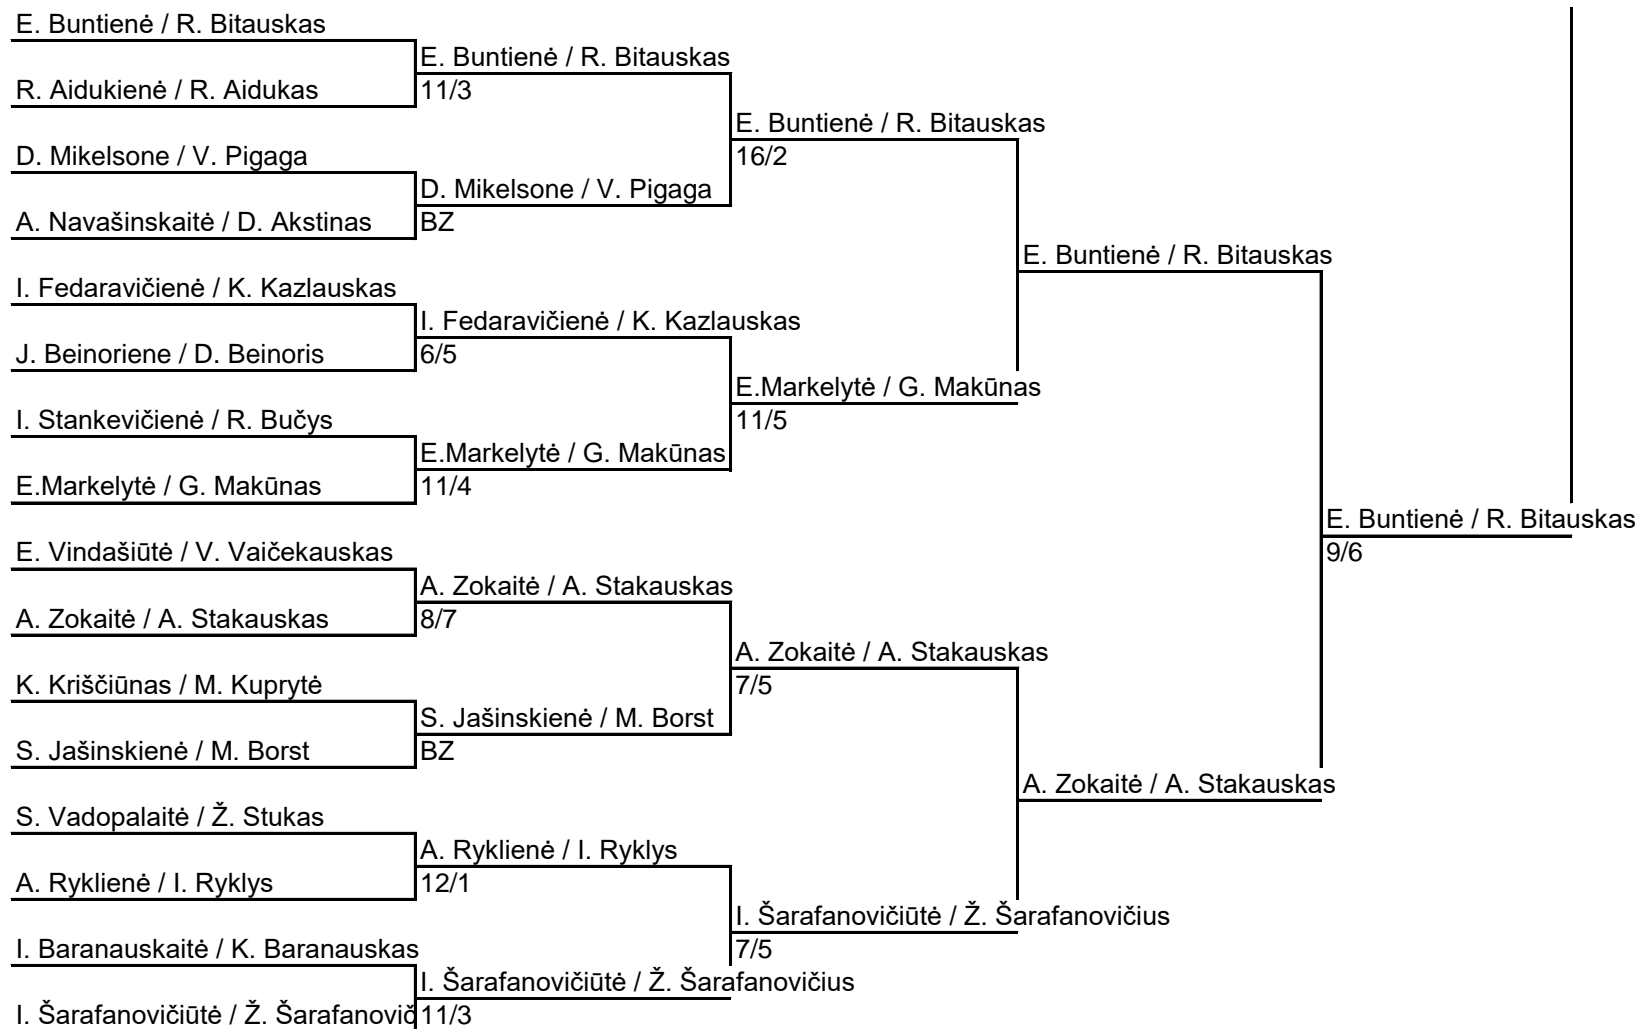 E. Buntienė / R. Bitauskas
E. Buntienė / R. Bitauskas
R. Aidukienė / R. Aidukas
11/3
E. Buntienė / R. Bitauskas
D. Mikelsone / V. Pigaga
16/2
D. Mikelsone / V. Pigaga
A. Navašinskaitė / D. Akstinas
BZ
E. Buntienė / R. Bitauskas
I. Fedaravičienė / K. Kazlauskas
I. Fedaravičienė / K. Kazlauskas
J. Beinoriene / D. Beinoris
6/5
E.Markelytė / G. Makūnas
I. Stankevičienė / R. Bučys
11/5
E.Markelytė / G. Makūnas
E.Markelytė / G. Makūnas
11/4
E. Buntienė / R. Bitauskas
E. Vindašiūtė / V. Vaičekauskas
9/6
A. Zokaitė / A. Stakauskas
A. Zokaitė / A. Stakauskas
8/7
A. Zokaitė / A. Stakauskas
K. Kriščiūnas / M. Kuprytė
7/5
S. Jašinskienė / M. Borst
S. Jašinskienė / M. Borst
BZ
A. Zokaitė / A. Stakauskas
S. Vadopalaitė / Ž. Stukas
A. Ryklienė / I. Ryklys
A. Ryklienė / I. Ryklys
12/1
I. Šarafanovičiūtė / Ž. Šarafanovičius
I. Baranauskaitė / K. Baranauskas
7/5
I. Šarafanovičiūtė / Ž. Šarafanovičius
I. Šarafanovičiūtė / Ž. Šarafanovič
11/3